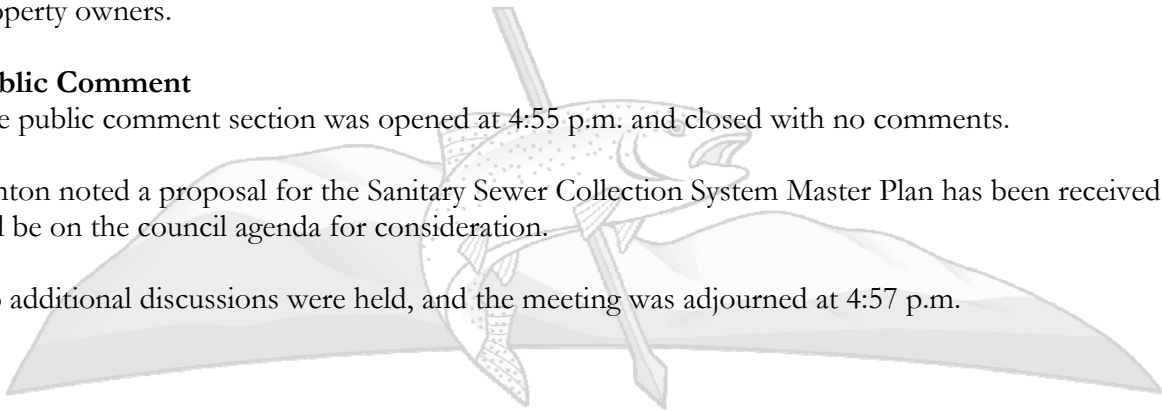 operty owners.
blic Comment
e public comment section was opened at 4:55 p.m. and closed with no comments.
nton noted a proposal for the Sanitary Sewer Collection System Master Plan has been received
l be on the council agenda for consideration.
additional discussions were held, and the meeting was adjourned at 4:57 p.m.